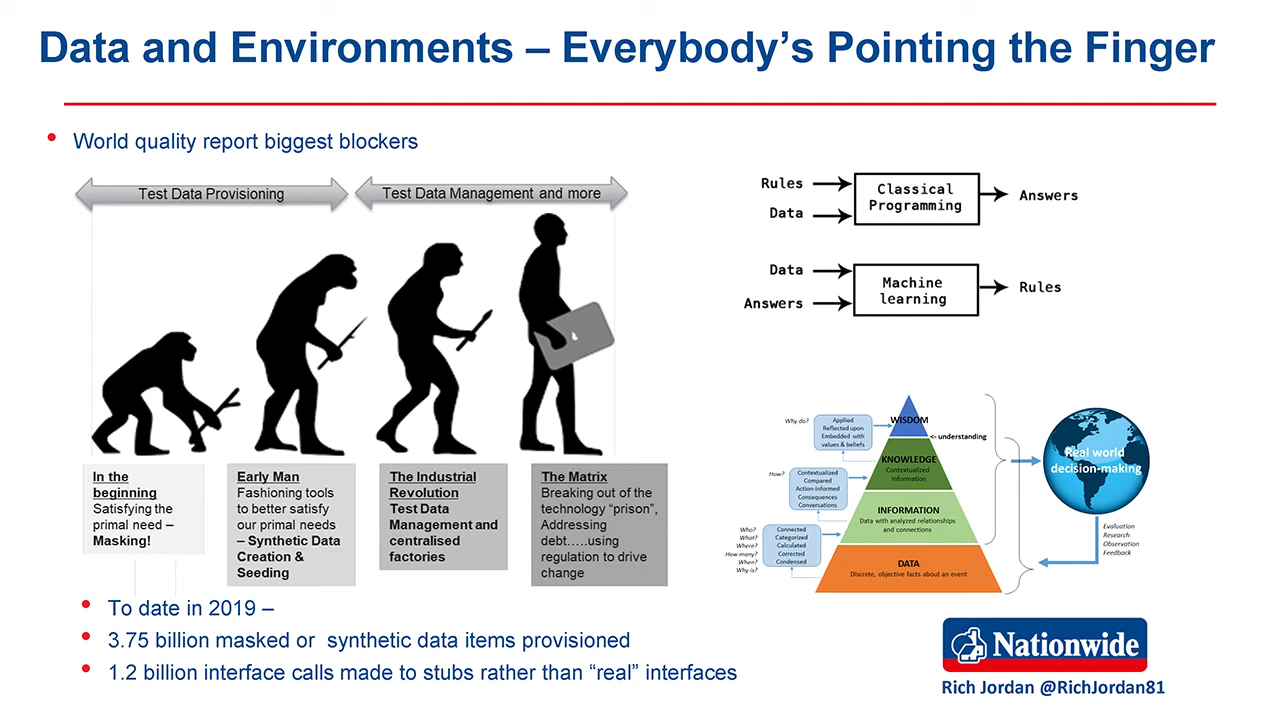 Data and Environments – Everybody's Pointing the Finger
• World quality report biggest blockers
Test Data Provisioning
Test Data Management and more
In the
beginning
Satisfying the
primal need –
Masking!
Early Man
Fashioning tools
to better satisfy
our primal needs
– Synthetic Data
Creation &
Seeding
The Industrial
Revolution
Test Data
Management and
centralised
factories
The Matrix
Breaking out of the
technology “prison”,
Addressing
debt…..using
regulation to drive
change
• To date in 2019 –
• 3.75 billion masked or synthetic data items provisioned
• 1.2 billion interface calls made to stubs rather than “real” interfaces
Rules
Data
Classical
Programming
Answers
Data
Answers
Machine
learning
Rules
Why do?
Applied
Reflected upon
Embedded with
values & beliefs
WISDOM
<- understanding
How?
Contextualized
Compared
Action-informed
Consequences
Conversations
KNOWLEDGE
Contextualized
Information
Who?
What?
Where?
How many?
When?
Why is?
Connected
Categorized
Calculated
Corrected
Condensed
INFORMATION
Data with analyzed relationships
and connections
DATA
Discrete, objective facts about an event
Real world
decision-making
Evaluation
Research
Observation
Feedback
Nationwide
Rich Jordan @RichJordan81